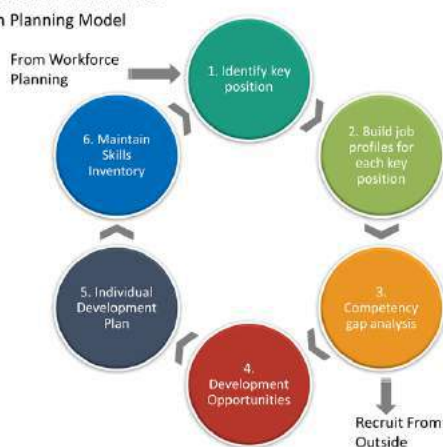 Planning Model
From Workforce
Planning
1. Identify key
position
2. Build job
profiles for
each key
position
3.
Competency
gap analysis
Recruit From
Outside
4.
Development
Opportunities
5. Individual
Development
Plan
6. Maintain
Skills
Inventory